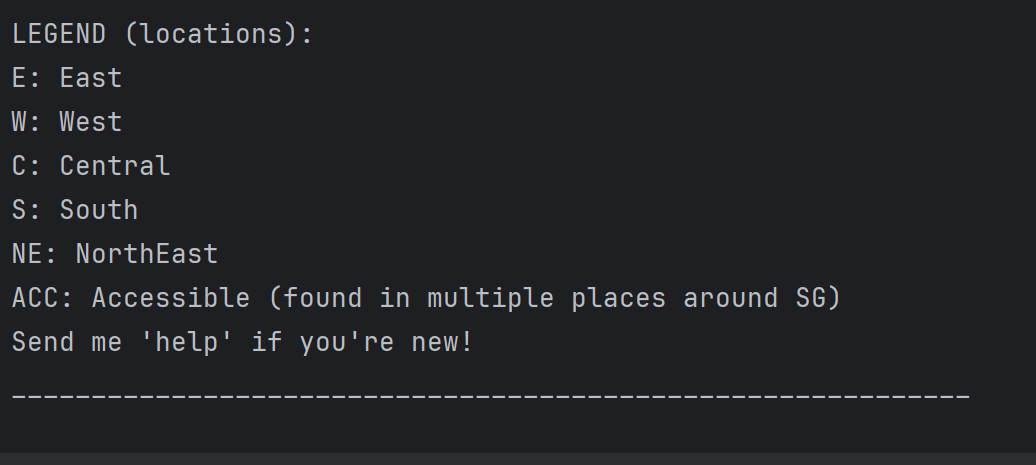 LEGEND (locations):
E: East
W: West
C: Central
S: South
NE: NorthEast
ACC: Accessible (found in multiple places around SG)
Send me 'help' if you're new!
____________________________________________________________